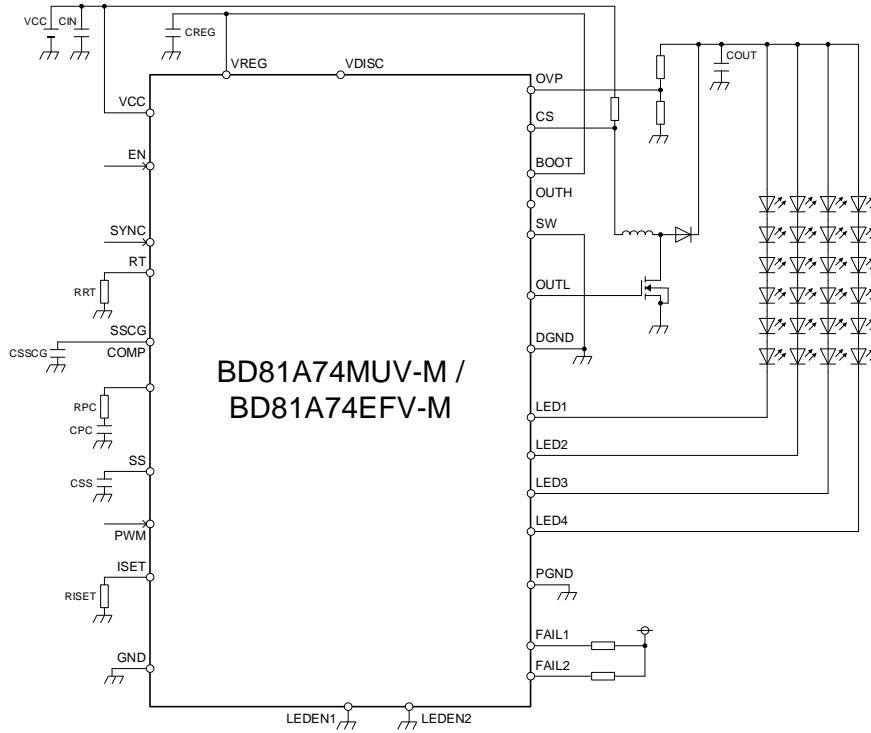 VCC
CIN
CREG
VREG
VDISC
COUT
OVP
VCC
CS
EN
BOOT
OUTH
SYNC
SW
RT
RRT
OUTL
SSCG
CSSCG
COMP
DGND
BD81A74MUV-M /
BD81A74EFV-M
RPC
CPC
LED1
LED2
SS
CSS
LED3
LED4
PWM
ISET
RISET
PGND
FAIL1
GND
FAIL2
LEDEN1
LEDEN2